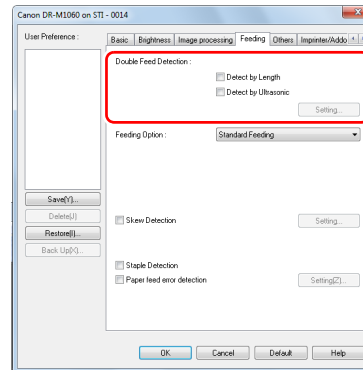 Canon DR-M1060 on STI - 0014
User Preference :
Basic Brightness Image processing Feeding Others Imprinter/Addo
Double Feed Detection :
Detect by Length
Detect by Ultrasonic
Setting...
Feeding Option : Standard Feeding
Save(Y)...
Delete(J)
Restore(I)...
Back Up(X)...
Skew Detection Setting...
Staple Detection
Paper feed error detection Setting(Z)...
OK Cancel Default Help